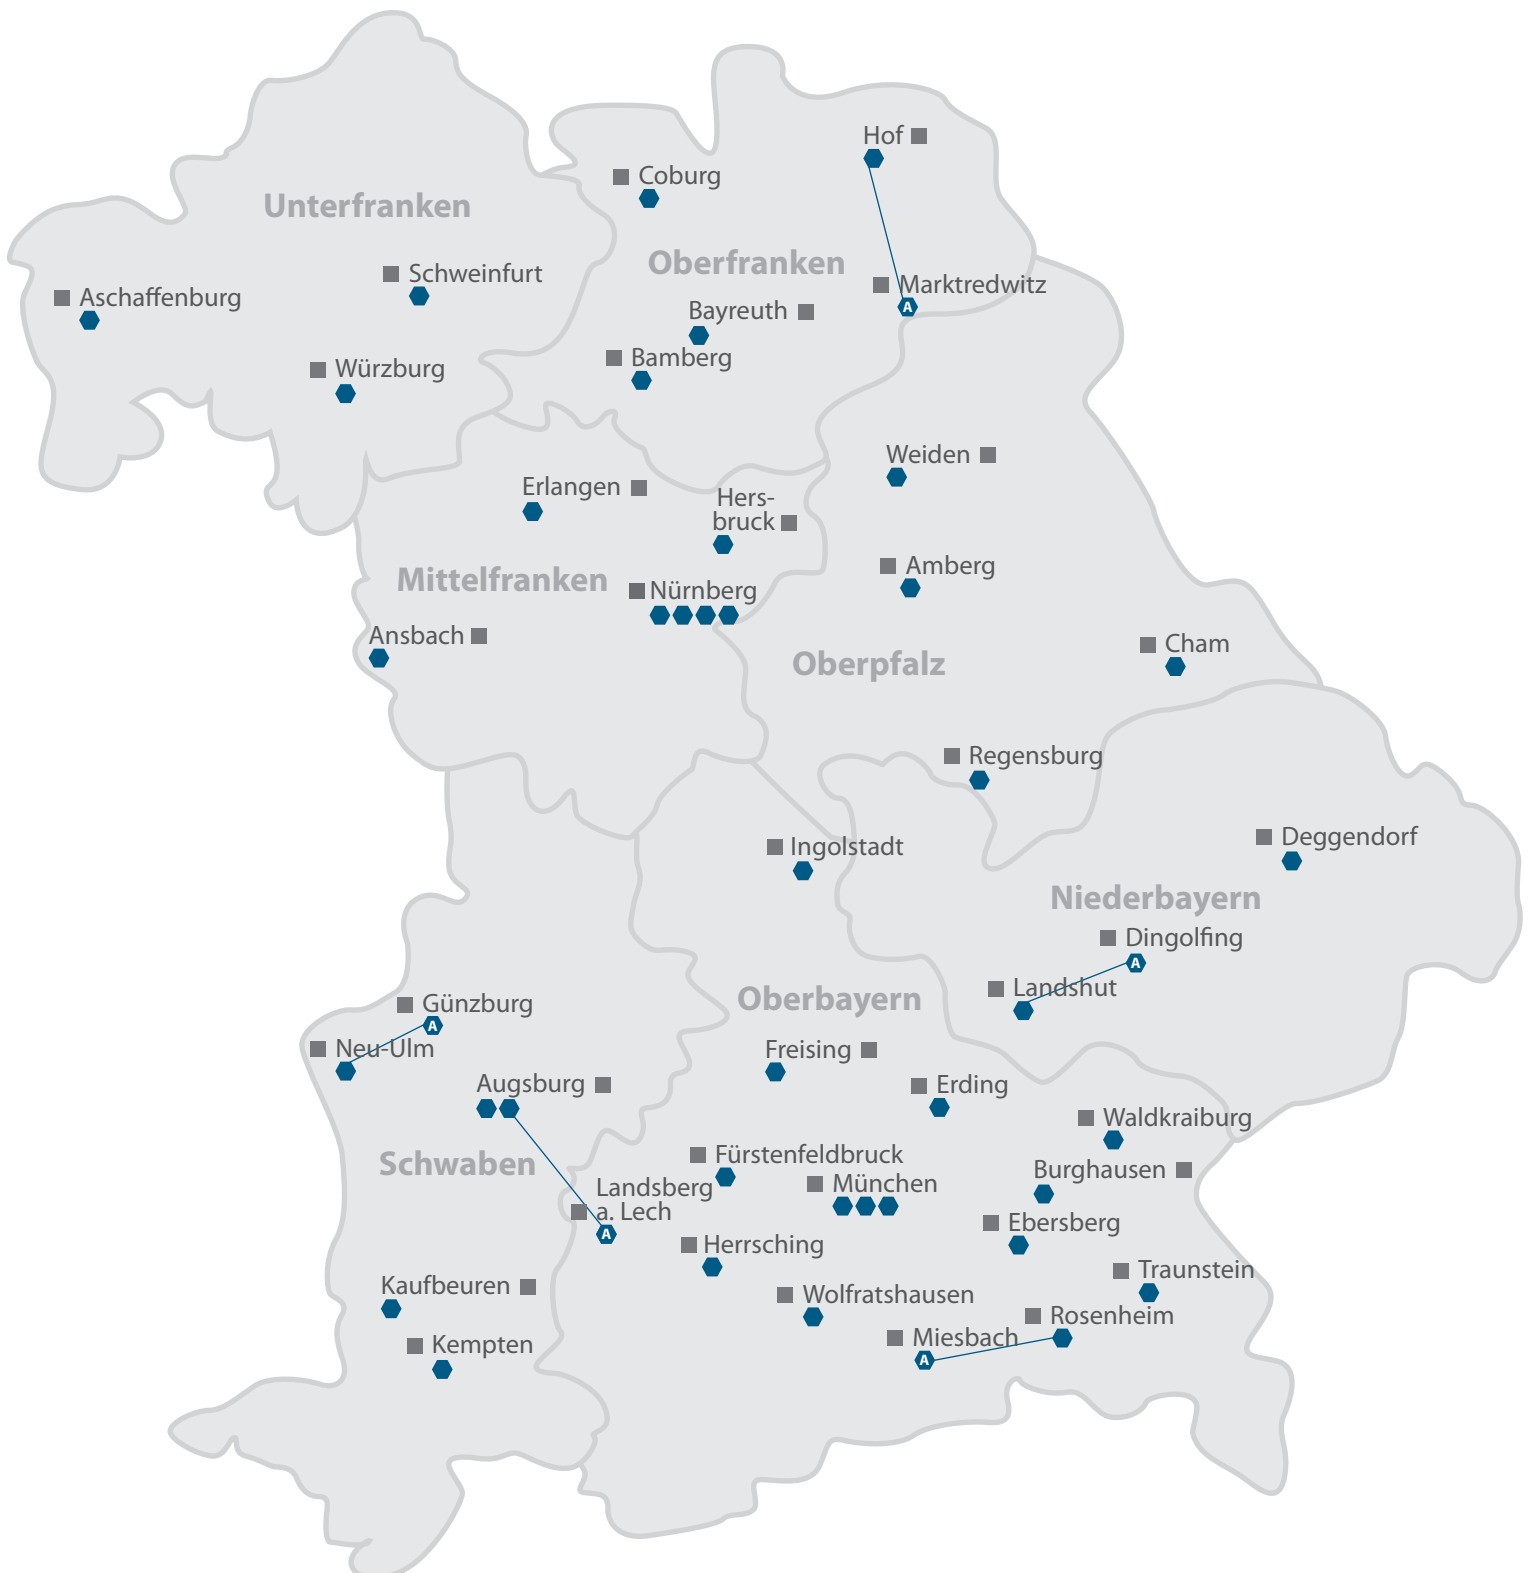 Hof
Coburg
Unterfranken
Oberfranken
Schweinfurt
Marktredwitz
Aschaffenburg
A
Bayreuth
Bamberg
Würzburg
Weiden
Erlangen
Hers-
bruck
Amberg
Mittelfranken
Nürnberg
Ansbach
Cham
Oberpfalz
Regensburg
Deggendorf
Ingolstadt
Niederbayern
Dingolfing
A
Landshut
Oberbayern
Günzburg
A
Neu-Ulm
Freising
Augsburg
Erding
Waldkraiburg
Fürstenfeldbruck
Schwaben
Burghausen
München
Landsberg
a. Lech
A
Ebersberg
Herrsching
Traunstein
Kaufbeuren
Wolfratshausen
Rosenheim
Miesbach
A
Kempten